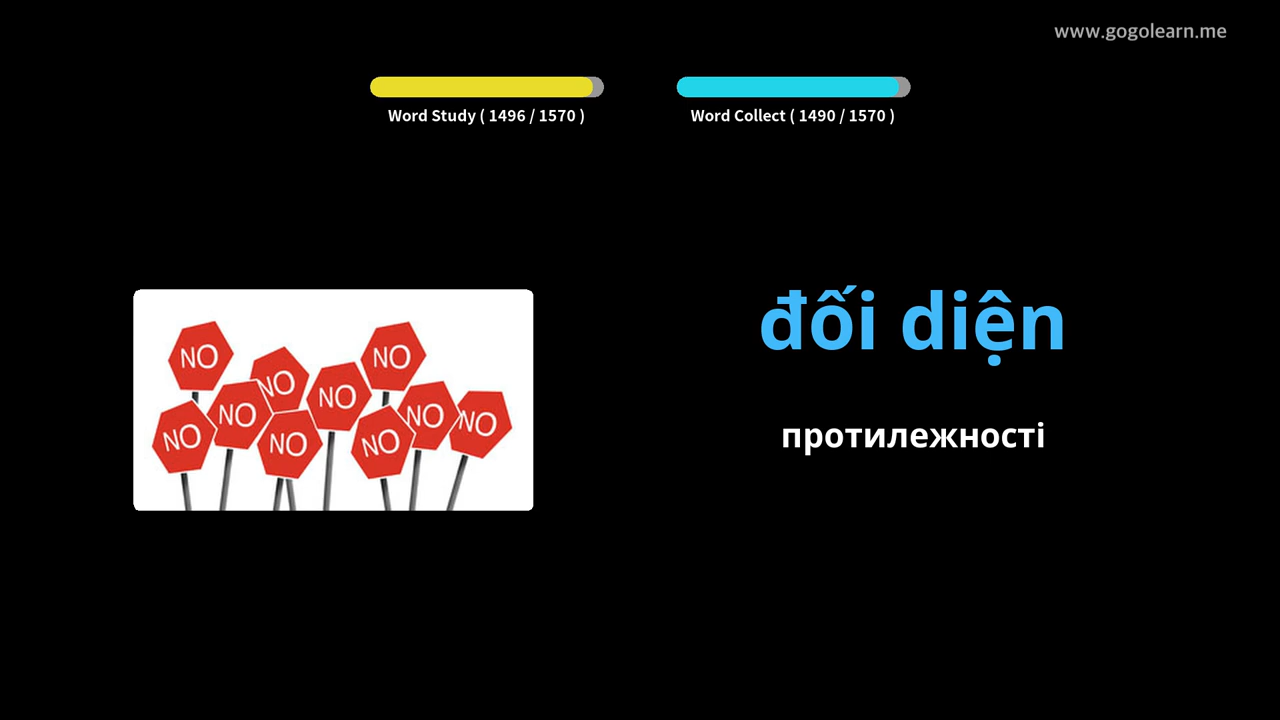 www.gogolearn.me
Word Study ( 1496 / 1570 )
Word Collect ( 1490 / 1570 )
đối diện
протилежності
NO
NO
NO
NO
NO
NO
NO
NO
NO
NO